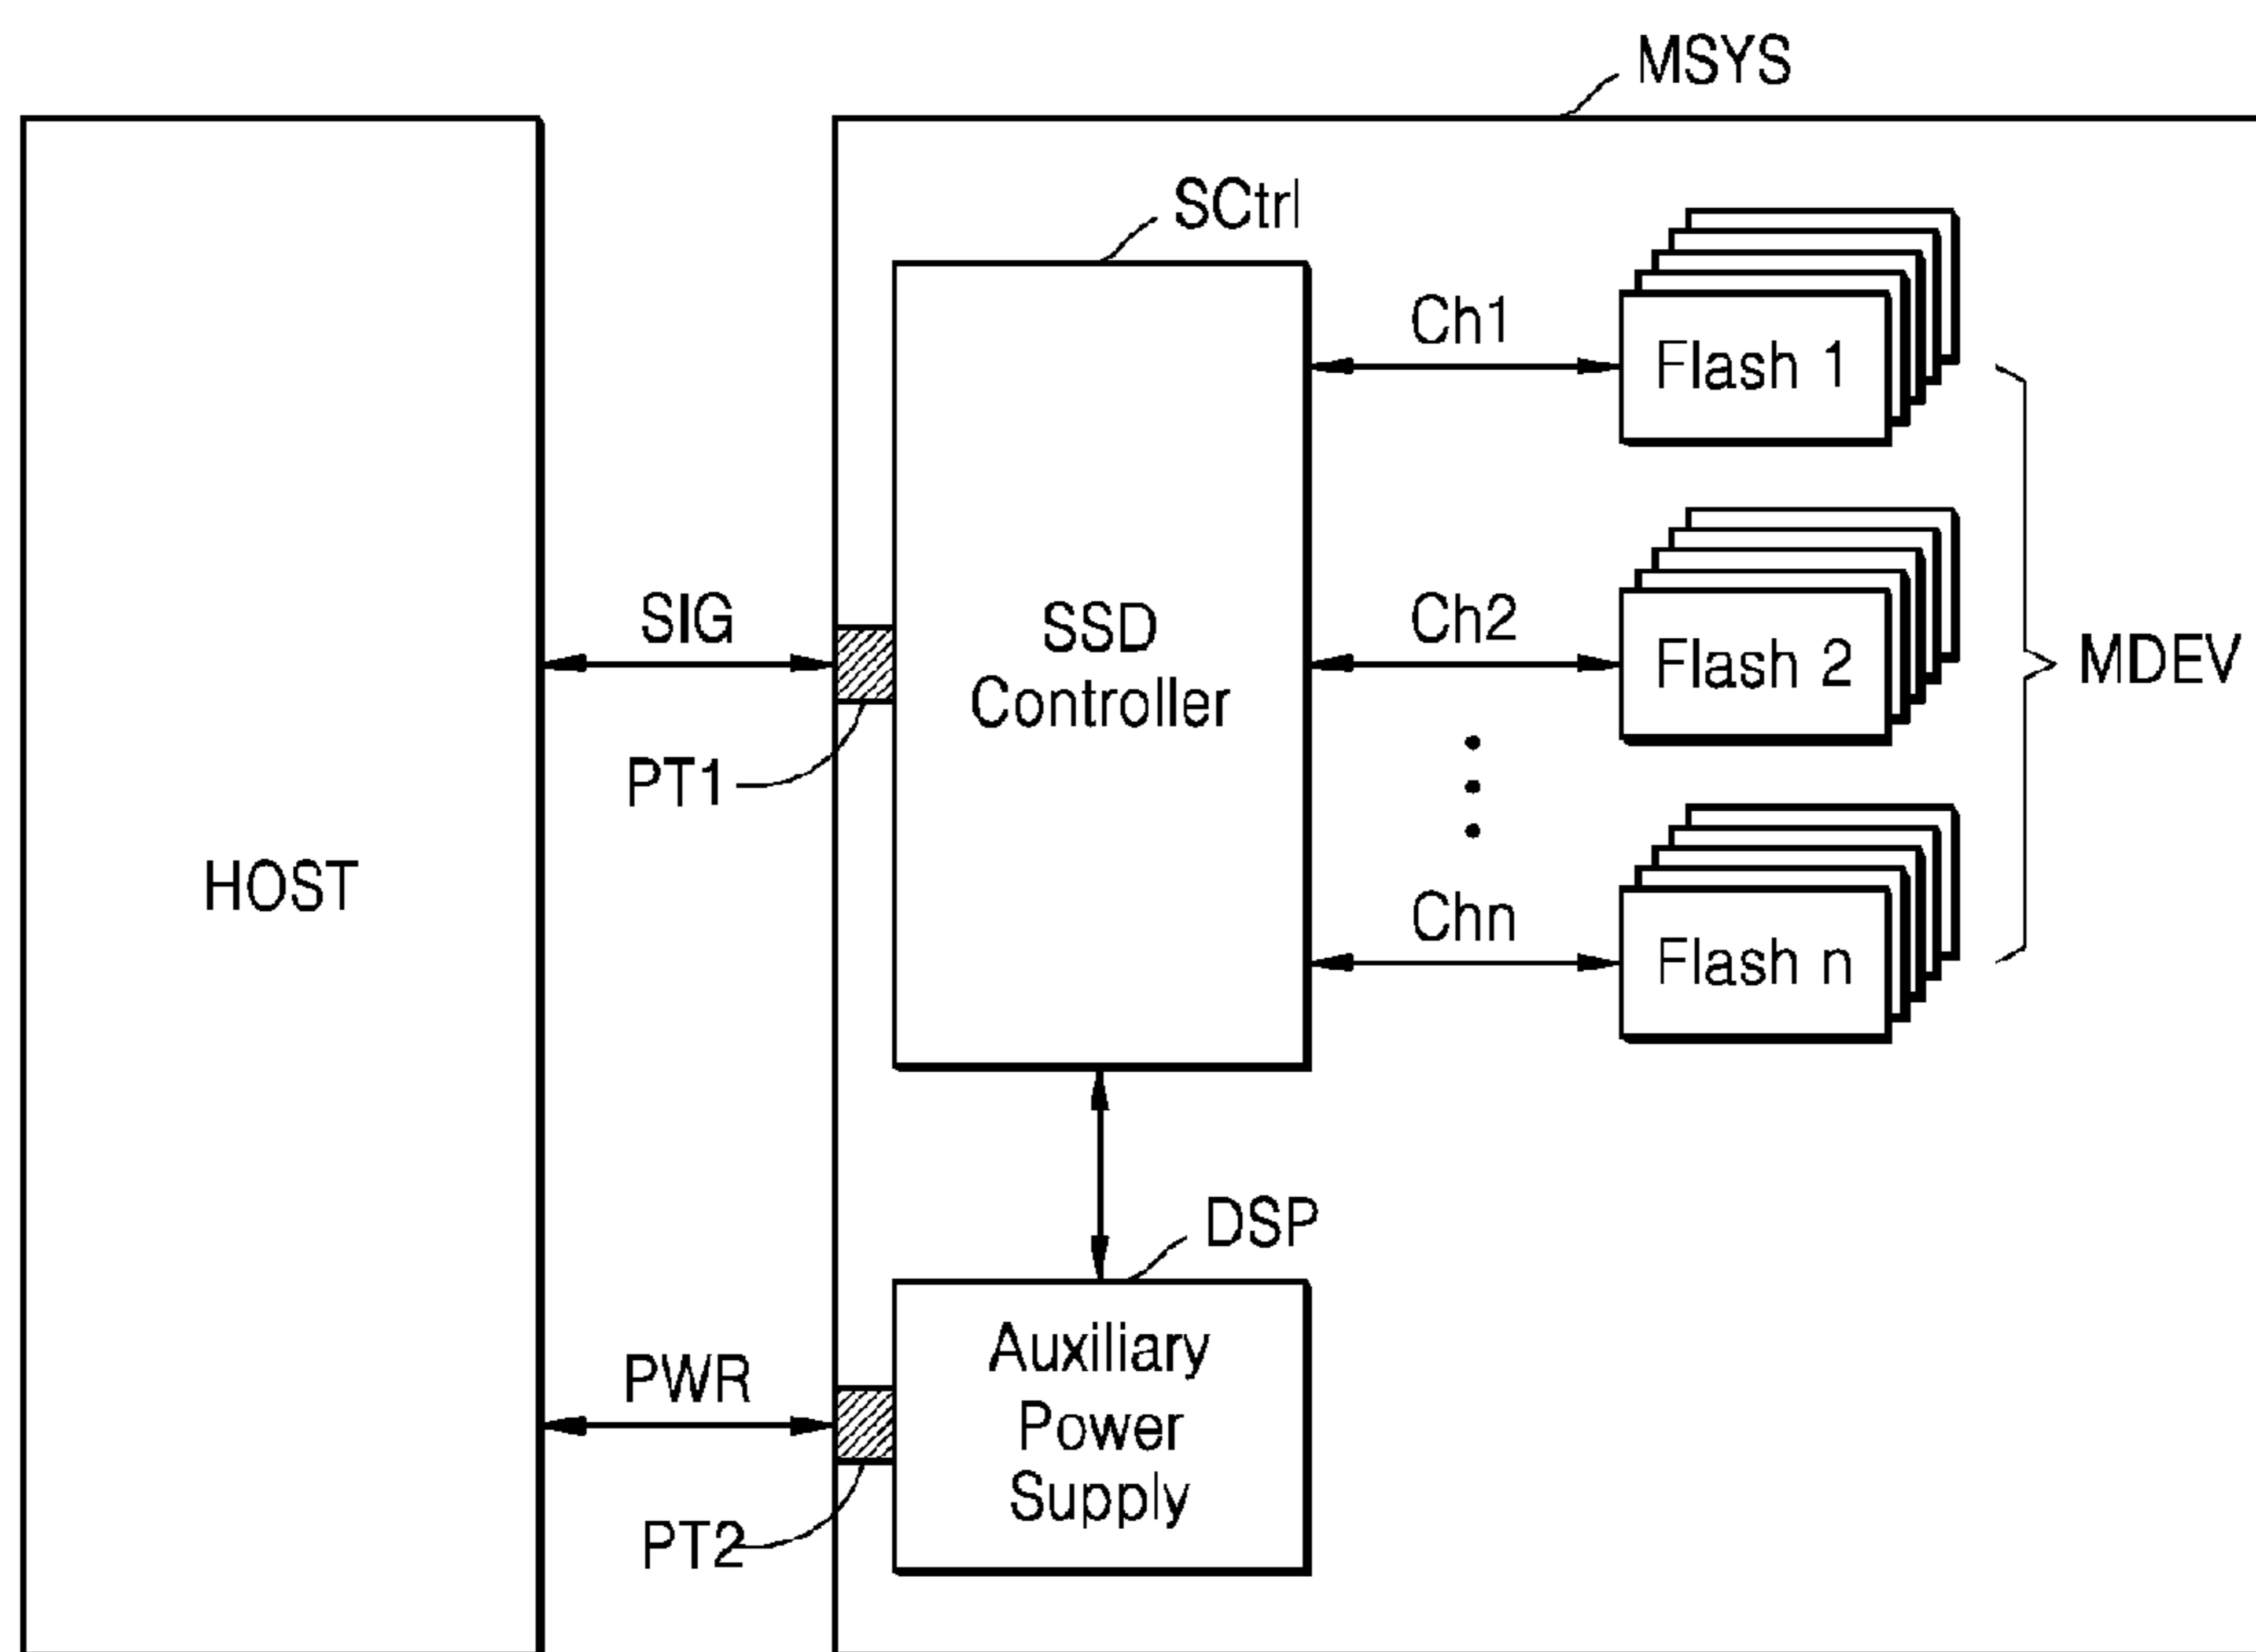 MSYS
SCtrl
HOST
SIG
PT1
SSD
Controller
Ch1
Flash 1
Ch2
Flash 2
Chn
Flash n
MDEV
DSP
PWR
PT2
Auxiliary
Power
Supply